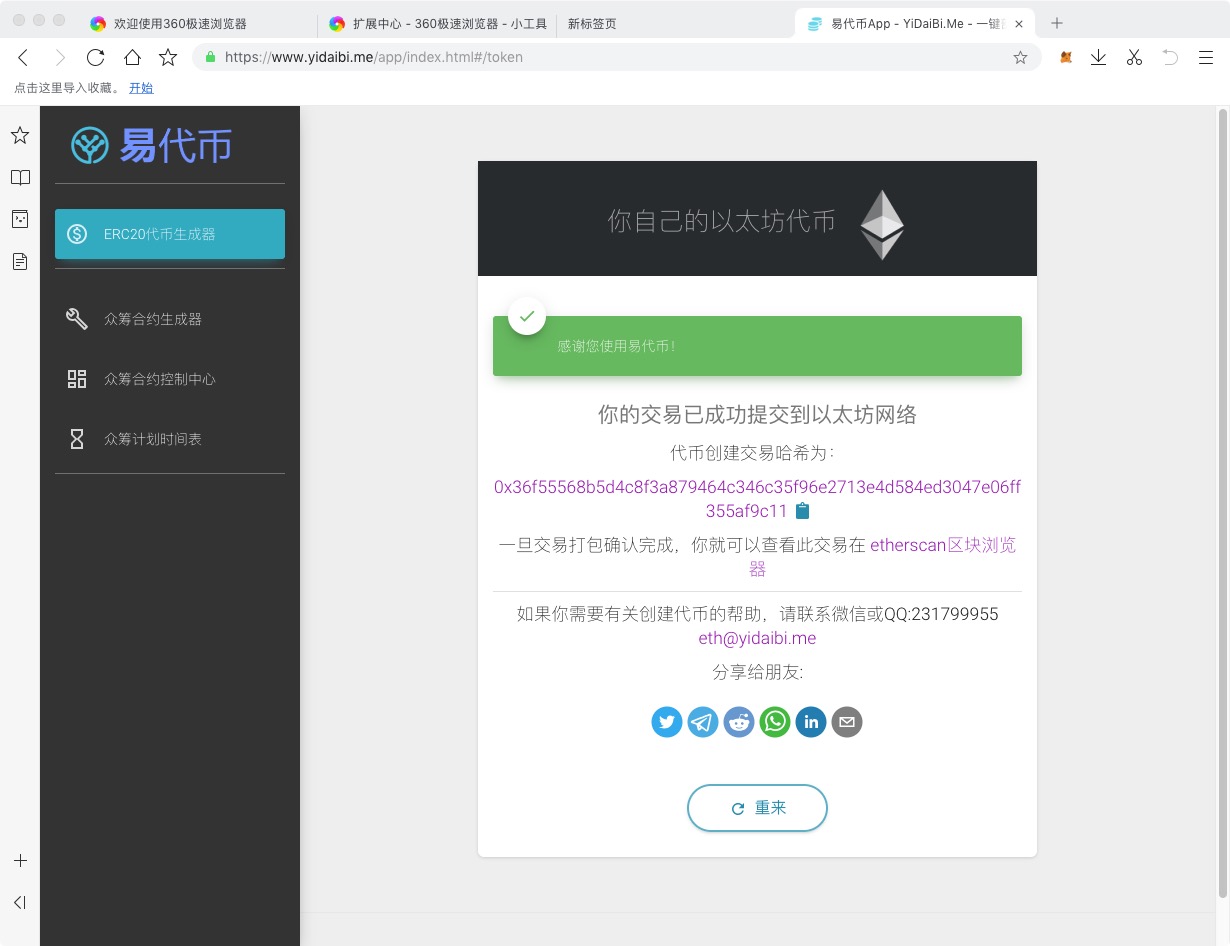 欢迎使用360极速浏览器
扩展中心 - 360极速浏览器 - 小工具
新标签页
易代币App - YiDaiBi.Me - 一键
https://www.yidaibi.me/app/index.html#/token
点击这里导入收藏。 开始
易代币
ERC20代币生成器
众筹合约生成器
众筹合约控制中心
众筹计划时间表
你自己的以太坊代币
感谢您使用易代币！
你的交易已成功提交到以太坊网络
代币创建交易哈希为：
0x36f55568b5d4c8f3a879464c346c35f96e2713e4d584ed3047e06ff
355af9c11
一旦交易打包确认完成，你就可以查看此交易在 etherscan区块浏览
器
如果你需要有关创建代币的帮助，请联系微信或QQ:231799955
eth@yidaibi.me
分享给朋友:
重来